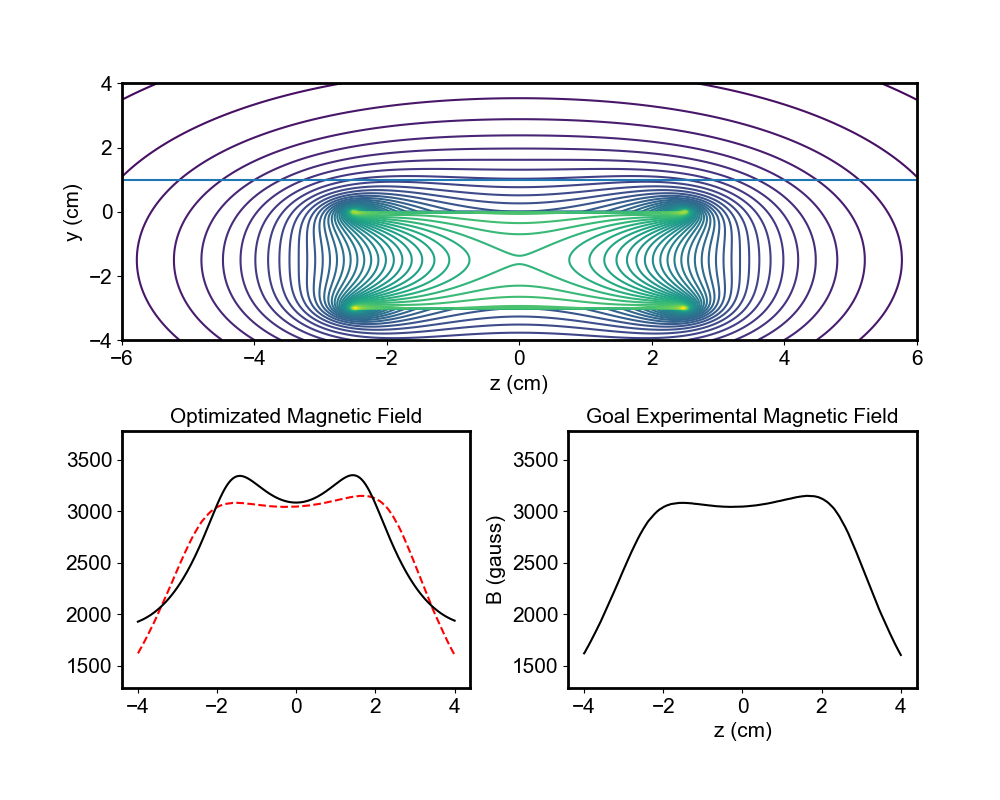 4
2
0
−2
−4
y (cm)
−6 −4 −2 0 2 4 6
z (cm)
Optimizated Magnetic Field
3500
3000
2500
2000
1500
−4 −2 0 2 4
Goal Experimental Magnetic Field
3500
3000
2500
2000
1500
B (gauss)
−4 −2 0 2 4
z (cm)